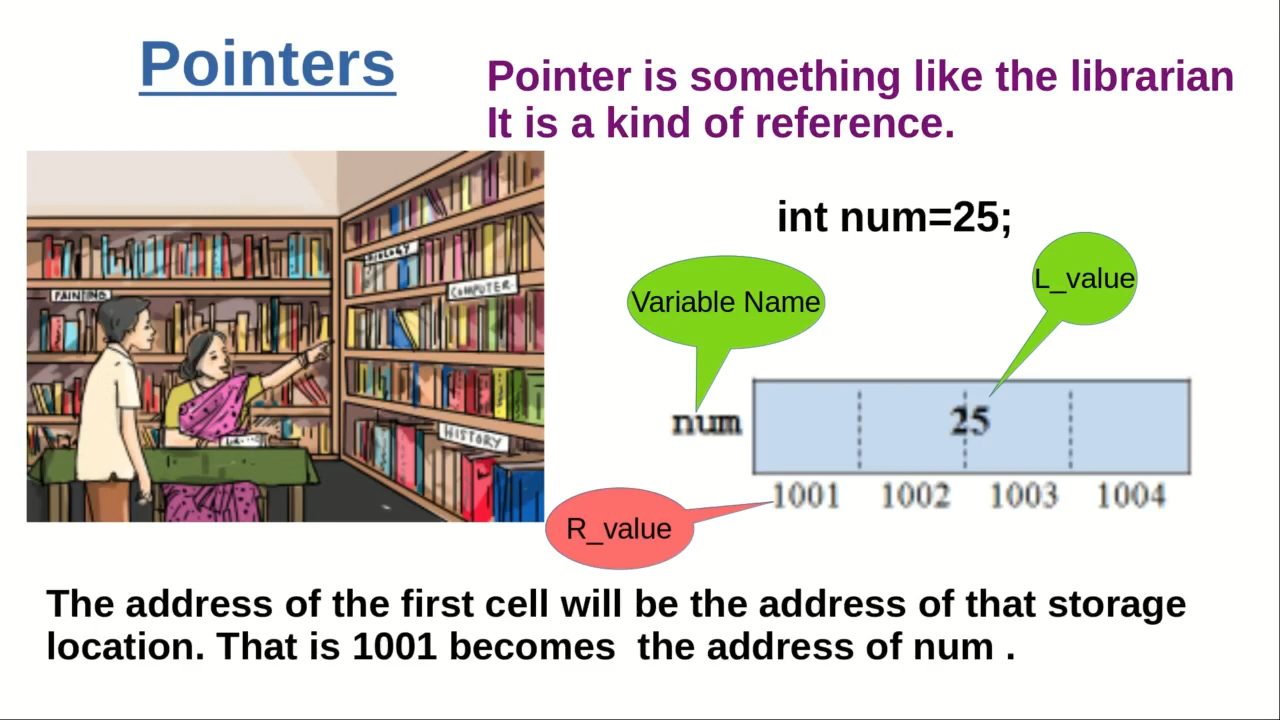 Pointers
Pointer is something like the librarian
It is a kind of reference.
int num=25;
Variable Name
L_value
PAINTING
COMPUTER
HISTORY
num
25
1001 1002 1003 1004
R_value
The address of the first cell will be the address of that storage
location. That is 1001 becomes the address of num .